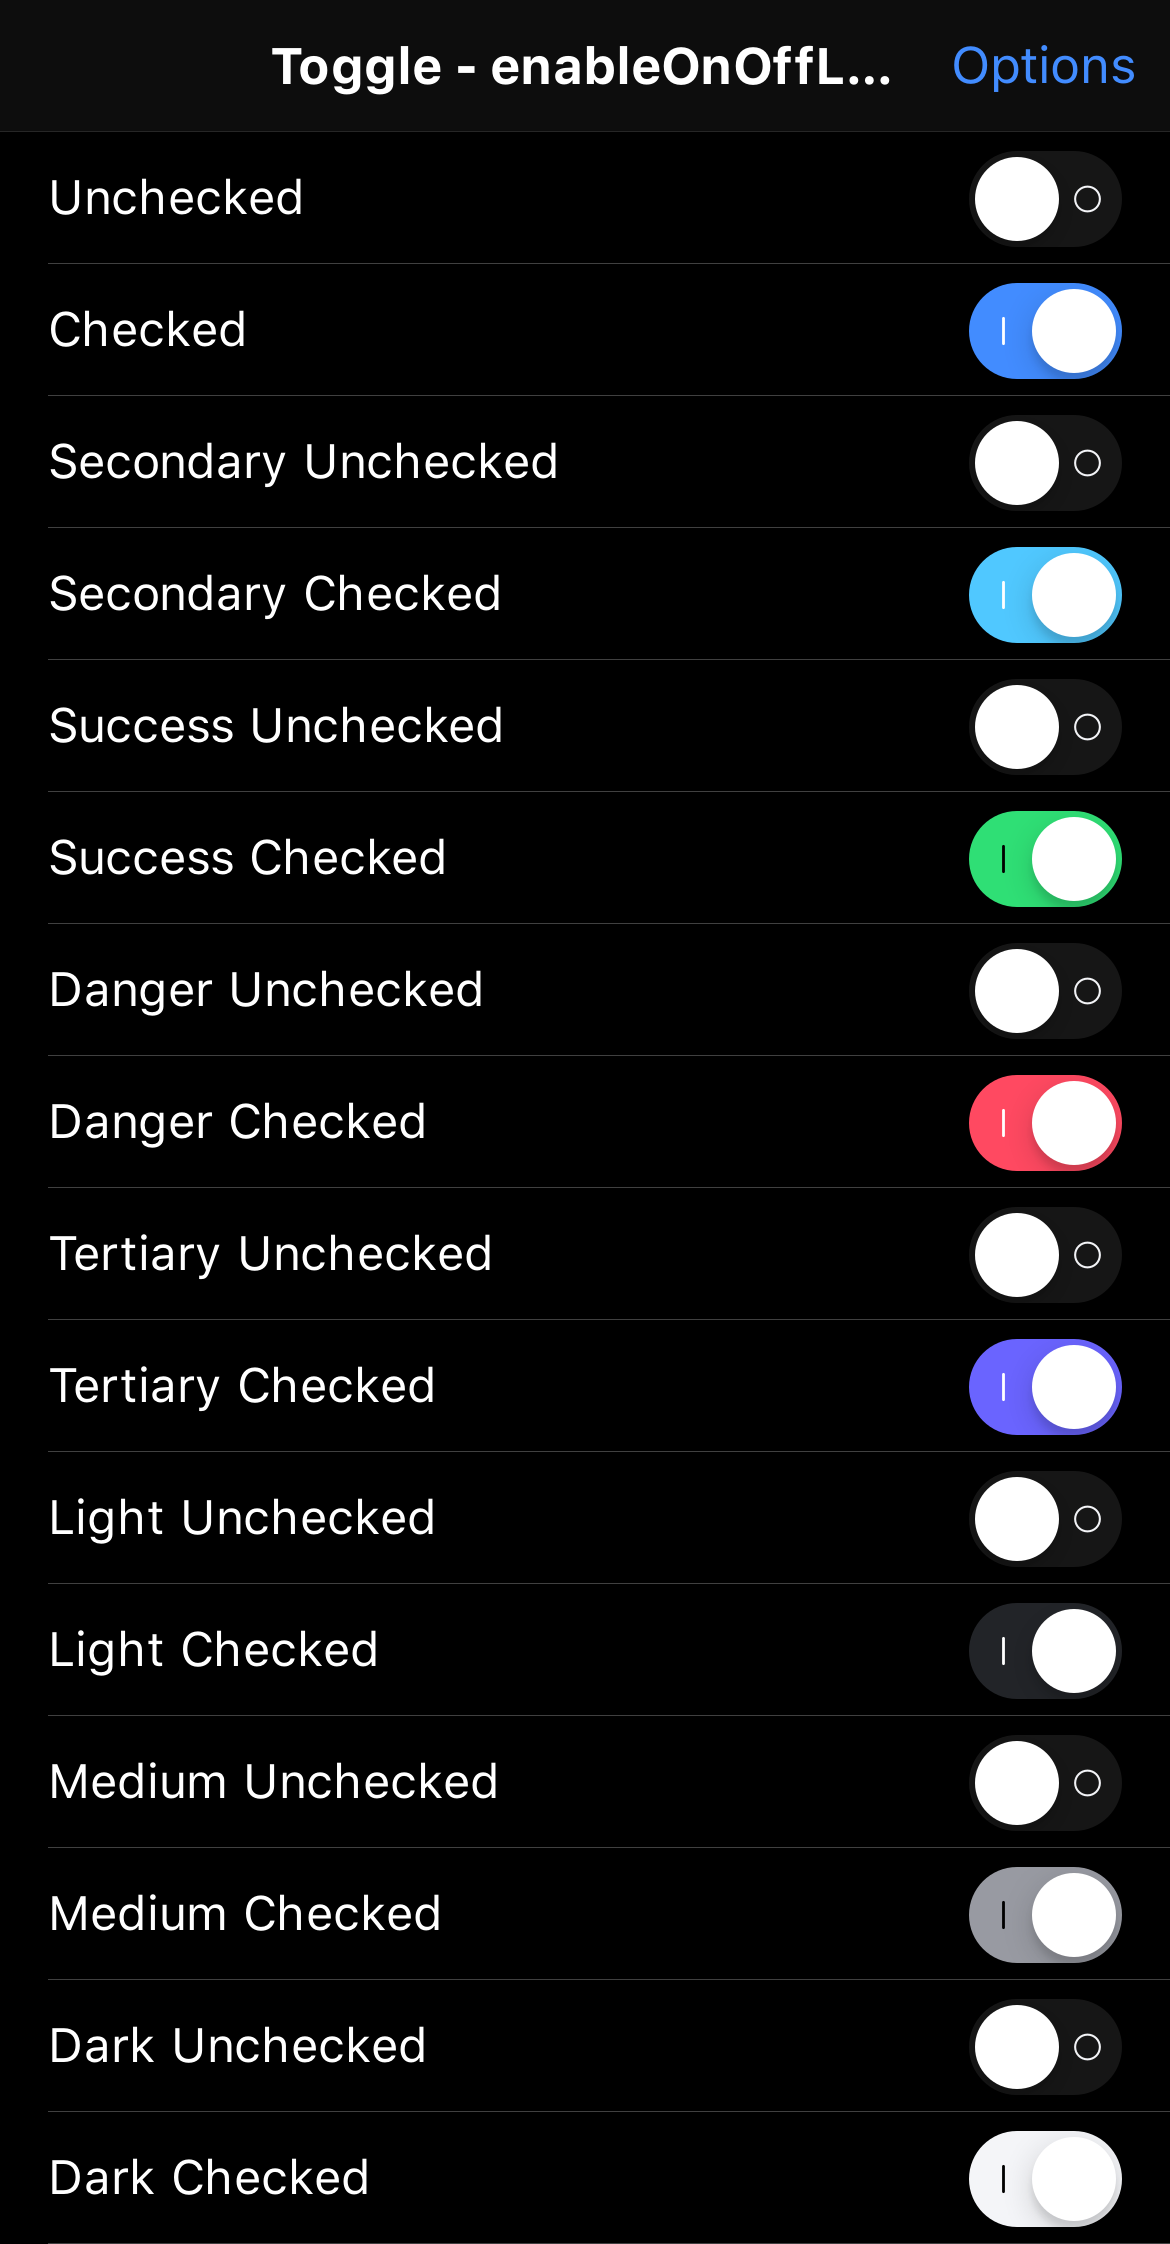 Toggle - enableOnOffL...
Options
Unchecked
Checked
Secondary Unchecked
Secondary Checked
Success Unchecked
Success Checked
Danger Unchecked
Danger Checked
Tertiary Unchecked
Tertiary Checked
Light Unchecked
Light Checked
Medium Unchecked
Medium Checked
Dark Unchecked
Dark Checked